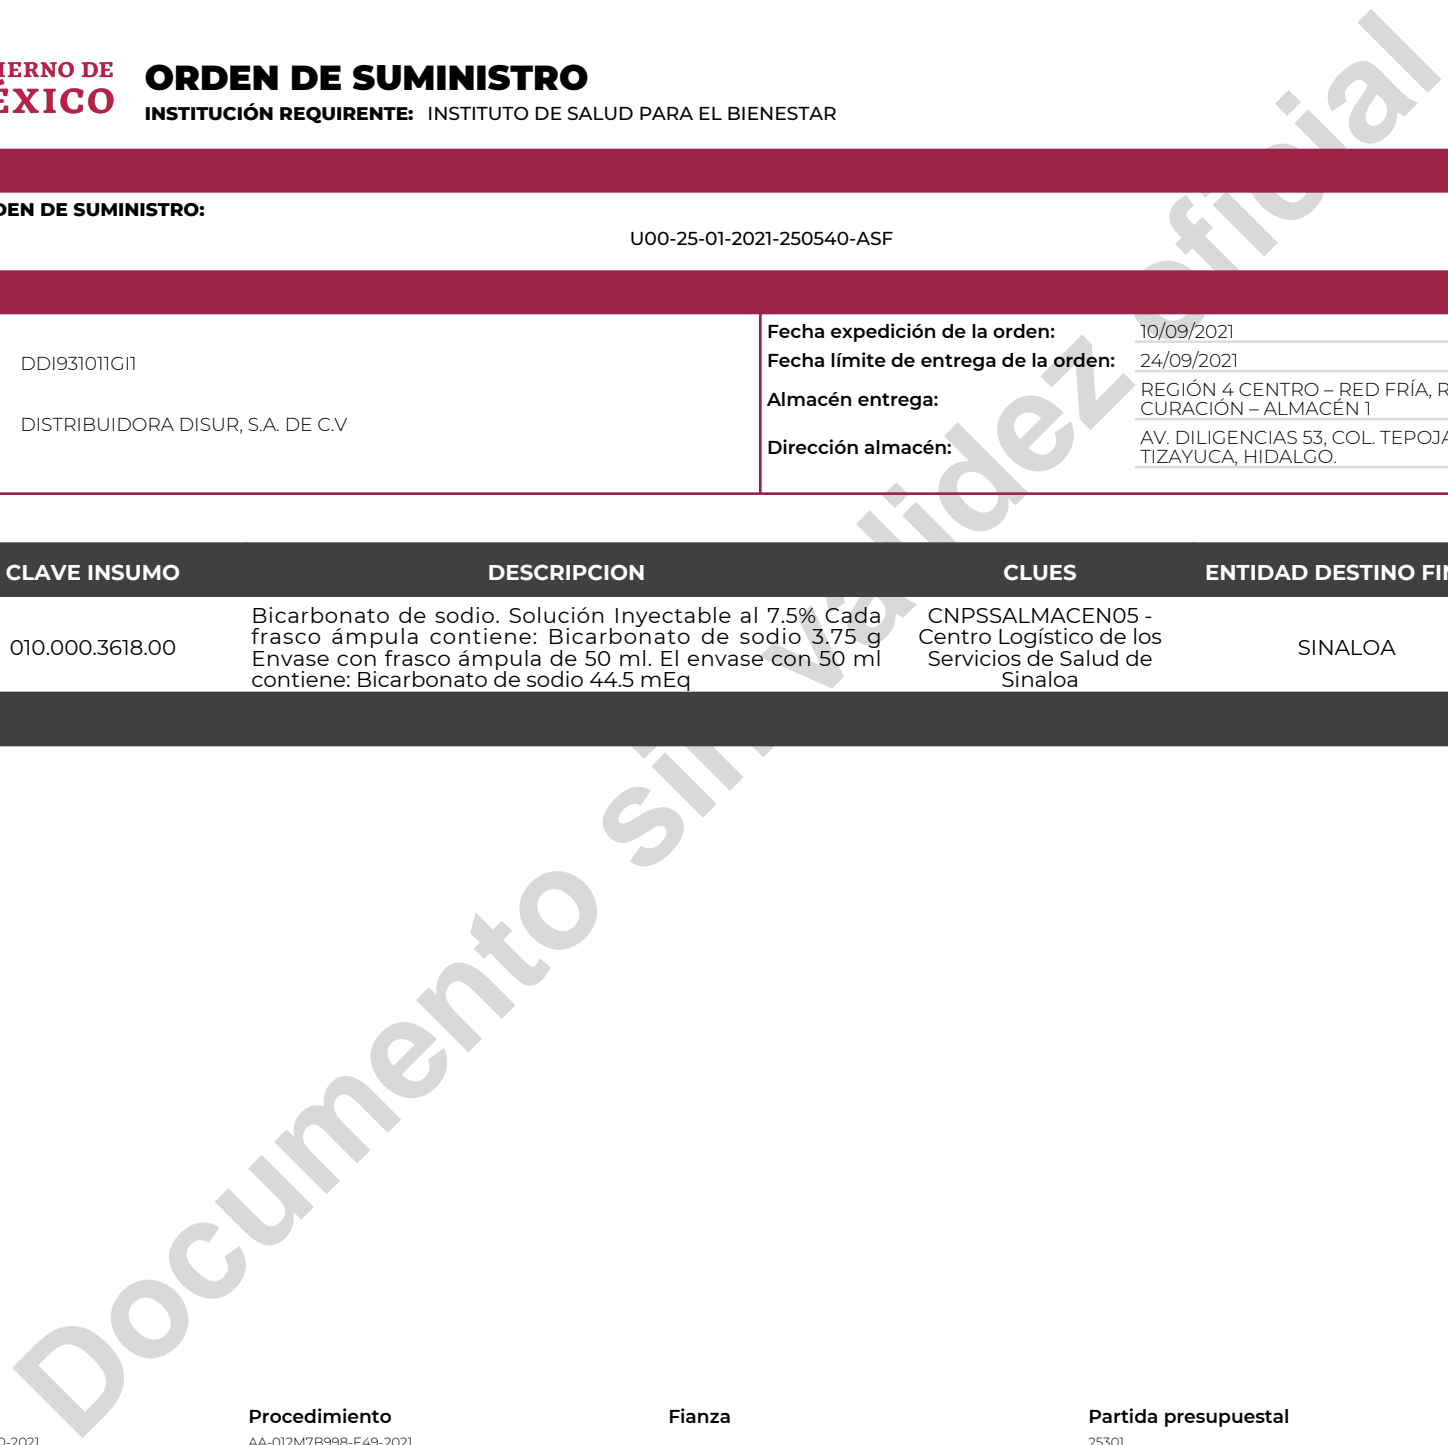 IERNO DE
ÉXICO
ORDEN DE SUMINISTRO
INSTITUCIÓN REQUIRENTE: INSTITUTO DE SALUD PARA EL BIENESTAR
DEN DE SUMINISTRO:
U00-25-01-2021-250540-ASF
DDI931011GI1
DISTRIBUIDORA DISUR, S.A. DE C.V
Fecha expedición de la orden: 10/09/2021
Fecha límite de entrega de la orden: 24/09/2021
Almacén entrega: REGIÓN 4 CENTRO – RED FRÍA, R
CURACIÓN – ALMACÉN 1
Dirección almacén: AV. DILIGENCIAS 53, COL. TEPOJA
TIZAYUCA, HIDALGO.
CLAVE INSUMO DESCRIPCION CLUES ENTIDAD DESTINO FIN
010.000.3618.00
Bicarbonato de sodio. Solución Inyectable al 7.5% Cada
frasco ámpula contiene: Bicarbonato de sodio 3.75 g
Envase con frasco ámpula de 50 ml. El envase con 50 ml
contiene: Bicarbonato de sodio 44.5 mEq
CNPSSALMACEN05 -
Centro Logístico de los
Servicios de Salud de
Sinaloa
SINALOA
Documento sin validez oficial
Procedimiento Fianza Partida presupuestal
0-2021 AA-012M7B998-E49-2021 25301